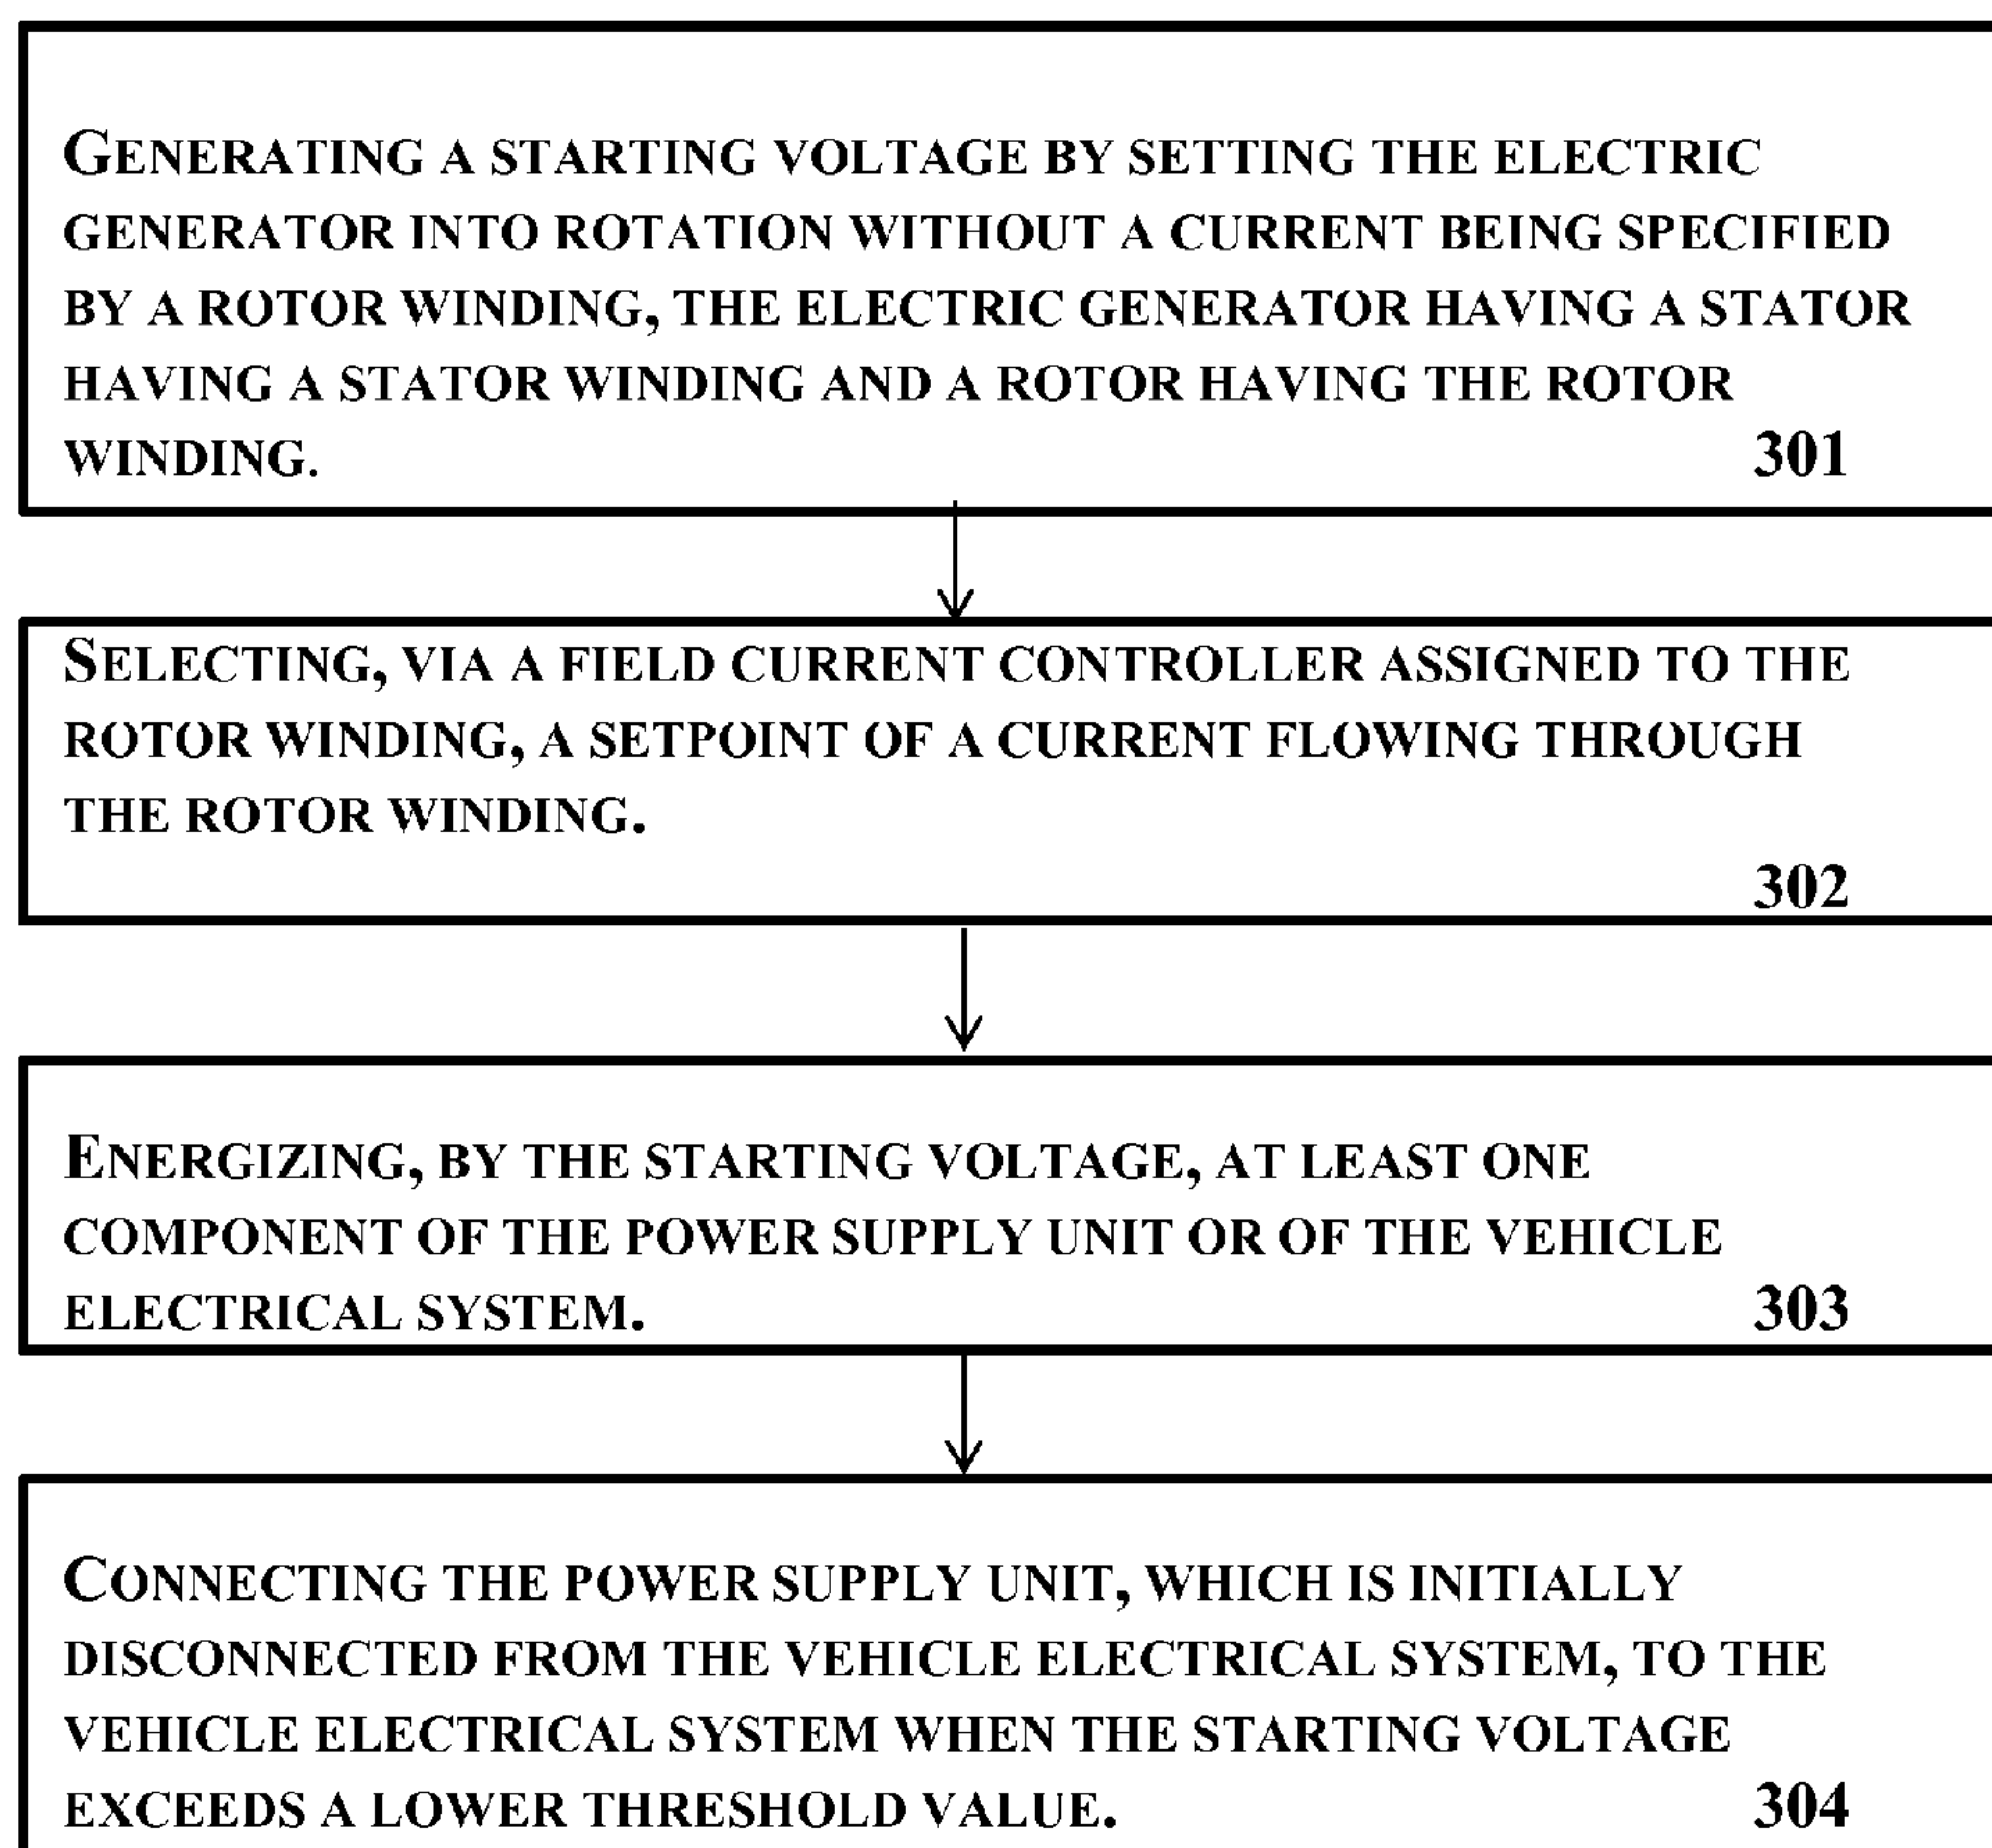 GENERATING A STARTING VOLTAGE BY SETTING THE ELECTRIC
GENERATOR INTO ROTATION WITHOUT A CURRENT BEING SPECIFIED
BY A ROTOR WINDING, THE ELECTRIC GENERATOR HAVING A STATOR
HAVING A STATOR WINDING AND A ROTOR HAVING THE ROTOR
WINDING. 301
SELECTING, VIA A FIELD CURRENT CONTROLLER ASSIGNED TO THE
ROTOR WINDING, A SETPOINT OF A CURRENT FLOWING THROUGH
THE ROTOR WINDING.
302
ENERGIZING, BY THE STARTING VOLTAGE, AT LEAST ONE
COMPONENT OF THE POWER SUPPLY UNIT OR OF THE VEHICLE
ELECTRICAL SYSTEM. 303
CONNECTING THE POWER SUPPLY UNIT, WHICH IS INITIALLY
DISCONNECTED FROM THE VEHICLE ELECTRICAL SYSTEM, TO THE
VEHICLE ELECTRICAL SYSTEM WHEN THE STARTING VOLTAGE
EXCEEDS A LOWER THRESHOLD VALUE. 304